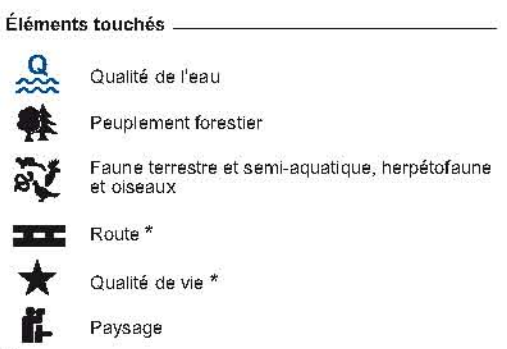 Éléments touchés
Q
Qualité de l'eau
Peuplement forestier
Faune terrestre et semi-aquatique, herpétofaune
et oiseaux
Route *
Qualité de vie *
Paysage